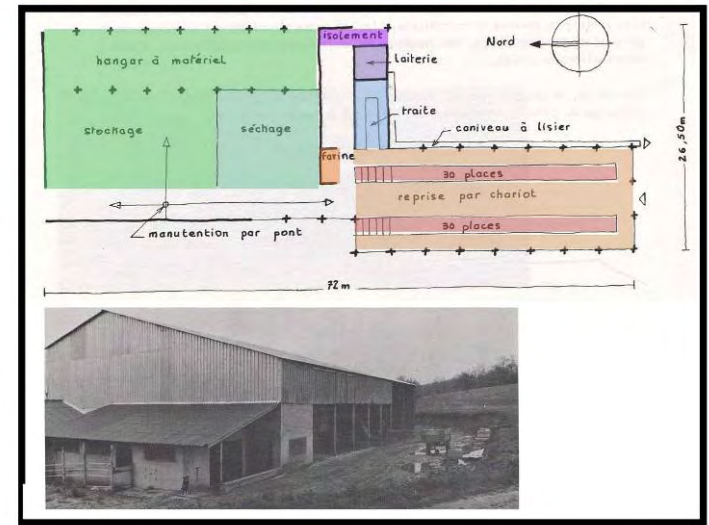 isolement
Nord
hangar à matériel
laiterie
traite
stockage
séchage
caniveau à lisier
farine
26,50m
30 places
reprise par chariot
30 places
manutention par pont
72 m